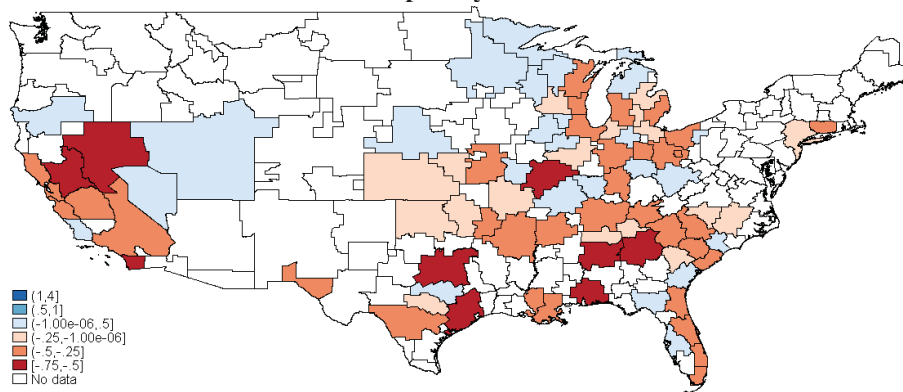 (1,4]
(.5,1]
(-1.00e-06,.5]
(-.25,-1.00e-06]
(-.5,-.25]
[-.75,-.5]
No data